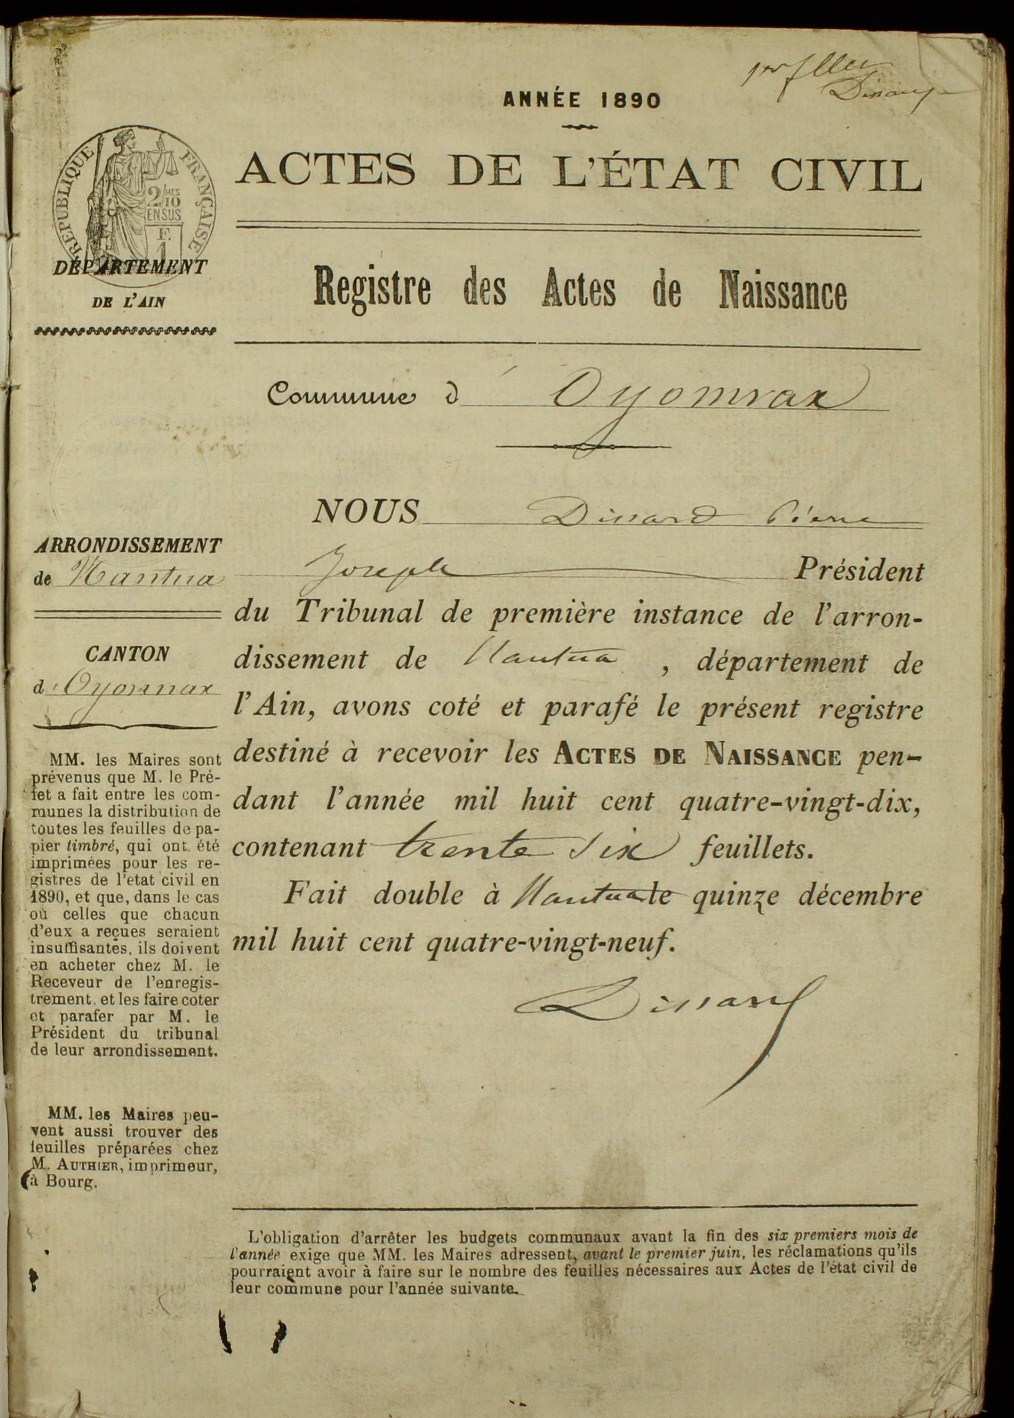 ANNÉE 1890
ACTES DE L'ÉTAT CIVIL
RÉPUBLIQUE FRANÇAISE
2/10
EN SUS
F.
1
DÉPARTEMENT
DE L'AIN
Registre des Actes de Naissance
Commune d'Oyonnax
NOUS Dissard Pierre
Joseph Président
du Tribunal de première instance de l'arron-
dissement de Nantua, département de
l'Ain, avons coté et parafé le présent registre
destiné à recevoir les ACTES DE NAISSANCE pen-
dant l'année mil huit cent quatre-vingt-dix,
contenant trente six feuillets.
Fait double à Nantua le quinze décembre
mil huit cent quatre-vingt-neuf.
Dissard
ARRONDISSEMENT
de Nantua
CANTON
d'Oyonnax
MM. les Maires sont
prévenus que M. le Pré-
fet a fait entre les com-
munes la distribution de
toutes les feuilles de pa-
pier timbré, qui ont été
imprimées pour les re-
gistres de l'etat civil en
1890, et que, dans le cas
où celles que chacun
d'eux a reçues seraient
insuffisantes, ils doivent
en acheter chez M. le
Receveur de l'enregis-
trement, et les faire coter
et parafer par M. le
Président du tribunal
de leur arrondissement.
MM. les Maires peu-
vent aussi trouver des
feuilles préparées chez
M. AUTHIER, imprimeur,
à Bourg.
L'obligation d'arrêter les budgets communaux avant la fin des six premiers mois de
l'année exige que MM. les Maires adressent, avant le premier juin, les réclamations qu'ils
pourraient avoir à faire sur le nombre des feuilles nécessaires aux Actes de l'état civil de
leur commune pour l'année suivante.